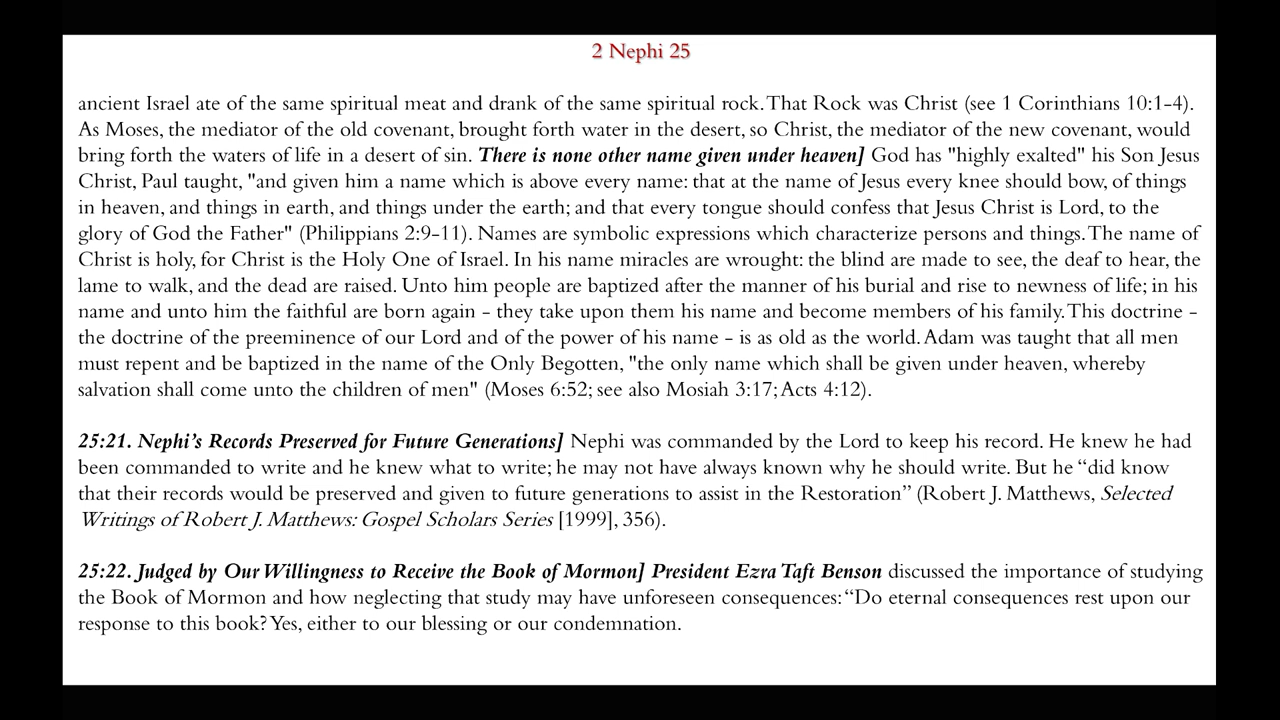 2 Nephi 25
ancient Israel ate of the same spiritual meat and drank of the same spiritual rock. That Rock was Christ (see 1 Corinthians 10:1-4).
As Moses, the mediator of the old covenant, brought forth water in the desert, so Christ, the mediator of the new covenant, would
bring forth the waters of life in a desert of sin. There is none other name given under heaven] God has "highly exalted" his Son Jesus
Christ, Paul taught, "and given him a name which is above every name: that at the name of Jesus every knee should bow, of things
in heaven, and things in earth, and things under the earth; and that every tongue should confess that Jesus Christ is Lord, to the
glory of God the Father" (Philippians 2:9-11). Names are symbolic expressions which characterize persons and things. The name of
Christ is holy, for Christ is the Holy One of Israel. In his name miracles are wrought: the blind are made to see, the deaf to hear, the
lame to walk, and the dead are raised. Unto him people are baptized after the manner of his burial and rise to newness of life; in his
name and unto him the faithful are born again - they take upon them his name and become members of his family. This doctrine -
the doctrine of the preeminence of our Lord and of the power of his name - is as old as the world. Adam was taught that all men
must repent and be baptized in the name of the Only Begotten, "the only name which shall be given under heaven, whereby
salvation shall come unto the children of men" (Moses 6:52; see also Mosiah 3:17; Acts 4:12).
25:21. Nephi’s Records Preserved for Future Generations] Nephi was commanded by the Lord to keep his record. He knew he had
been commanded to write and he knew what to write; he may not have always known why he should write. But he “did know
that their records would be preserved and given to future generations to assist in the Restoration” (Robert J. Matthews, Selected
Writings of Robert J. Matthews: Gospel Scholars Series [1999], 356).
25:22. Judged by Our Willingness to Receive the Book of Mormon] President Ezra Taft Benson discussed the importance of studying
the Book of Mormon and how neglecting that study may have unforeseen consequences: “Do eternal consequences rest upon our
response to this book? Yes, either to our blessing or our condemnation.